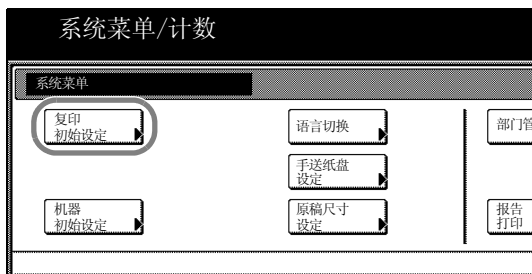 系统菜单/计数
系统菜单
复印
初始设定
语言切换
部门管
手送纸盘
设定
机器
初始设定
原稿尺寸
设定
报告
打印